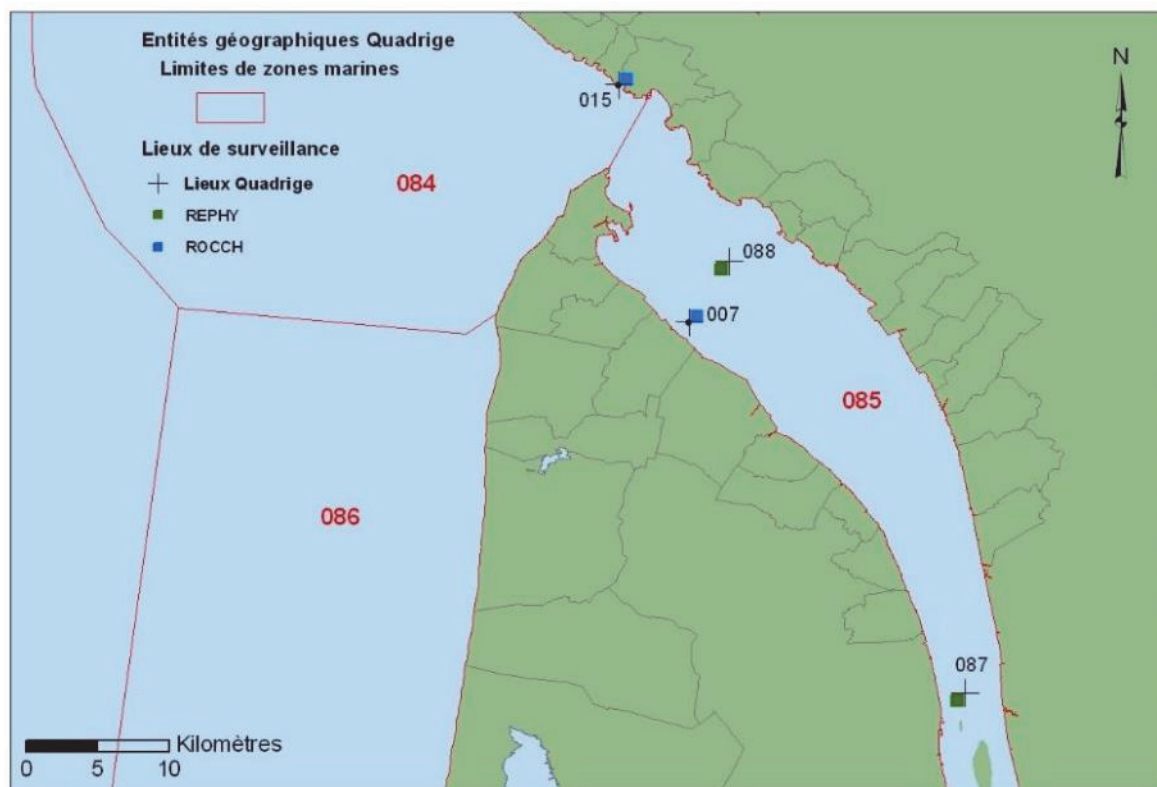 Entités géographiques Quadrige
Limites de zones marines
Lieux de surveillance
Lieux Quadrige
REPHY
ROCCH
N
015
084
088
007
085
086
087
Kilomètres
0 5 10